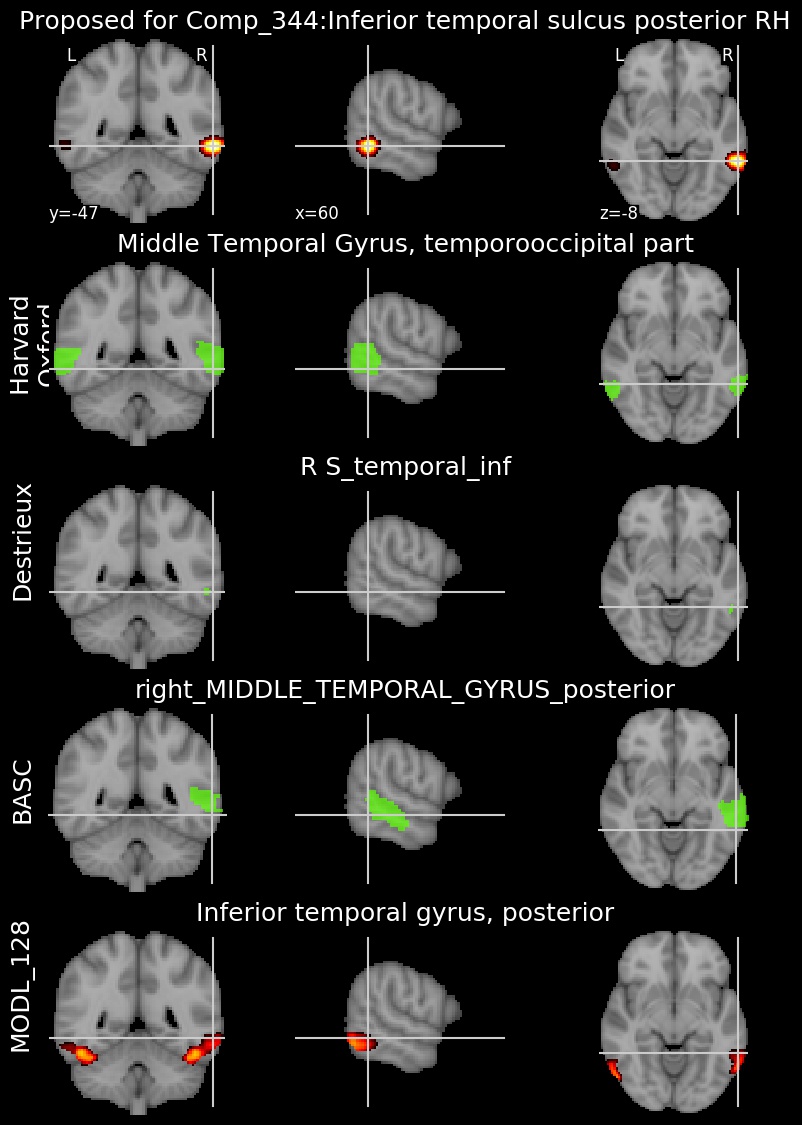 Proposed for Comp_344:Inferior temporal sulcus posterior RH
L R L R
y=-47 x=60 z=-8
Middle Temporal Gyrus, temporooccipital part
Harvard
Oxford
R S_temporal_inf
Destrieux
right_MIDDLE_TEMPORAL_GYRUS_posterior
BASC
Inferior temporal gyrus, posterior
MODL_128